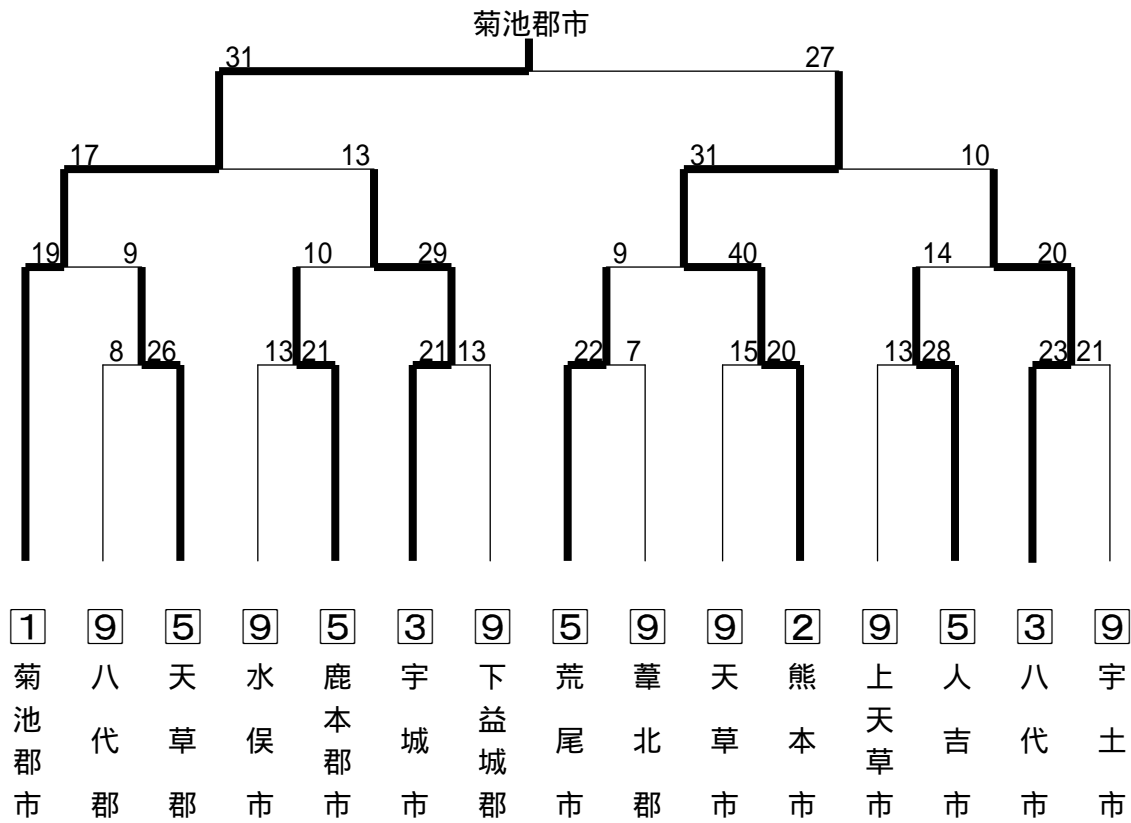 菊池郡市
31 27
17 13 31 10
19 9 10 29 9 40 14 20
8 26 13 21 21 13 22 7 15 20 13 28 23 21
1 9 5 9 5 3 9 5 9 9 2 9 5 3 9
菊池郡市
八代郡
天草郡
水俣市
鹿本郡市
宇城市
下益城郡
荒尾市
葦北郡
天草市
熊本市
上天草市
人吉市
八代市
宇土市